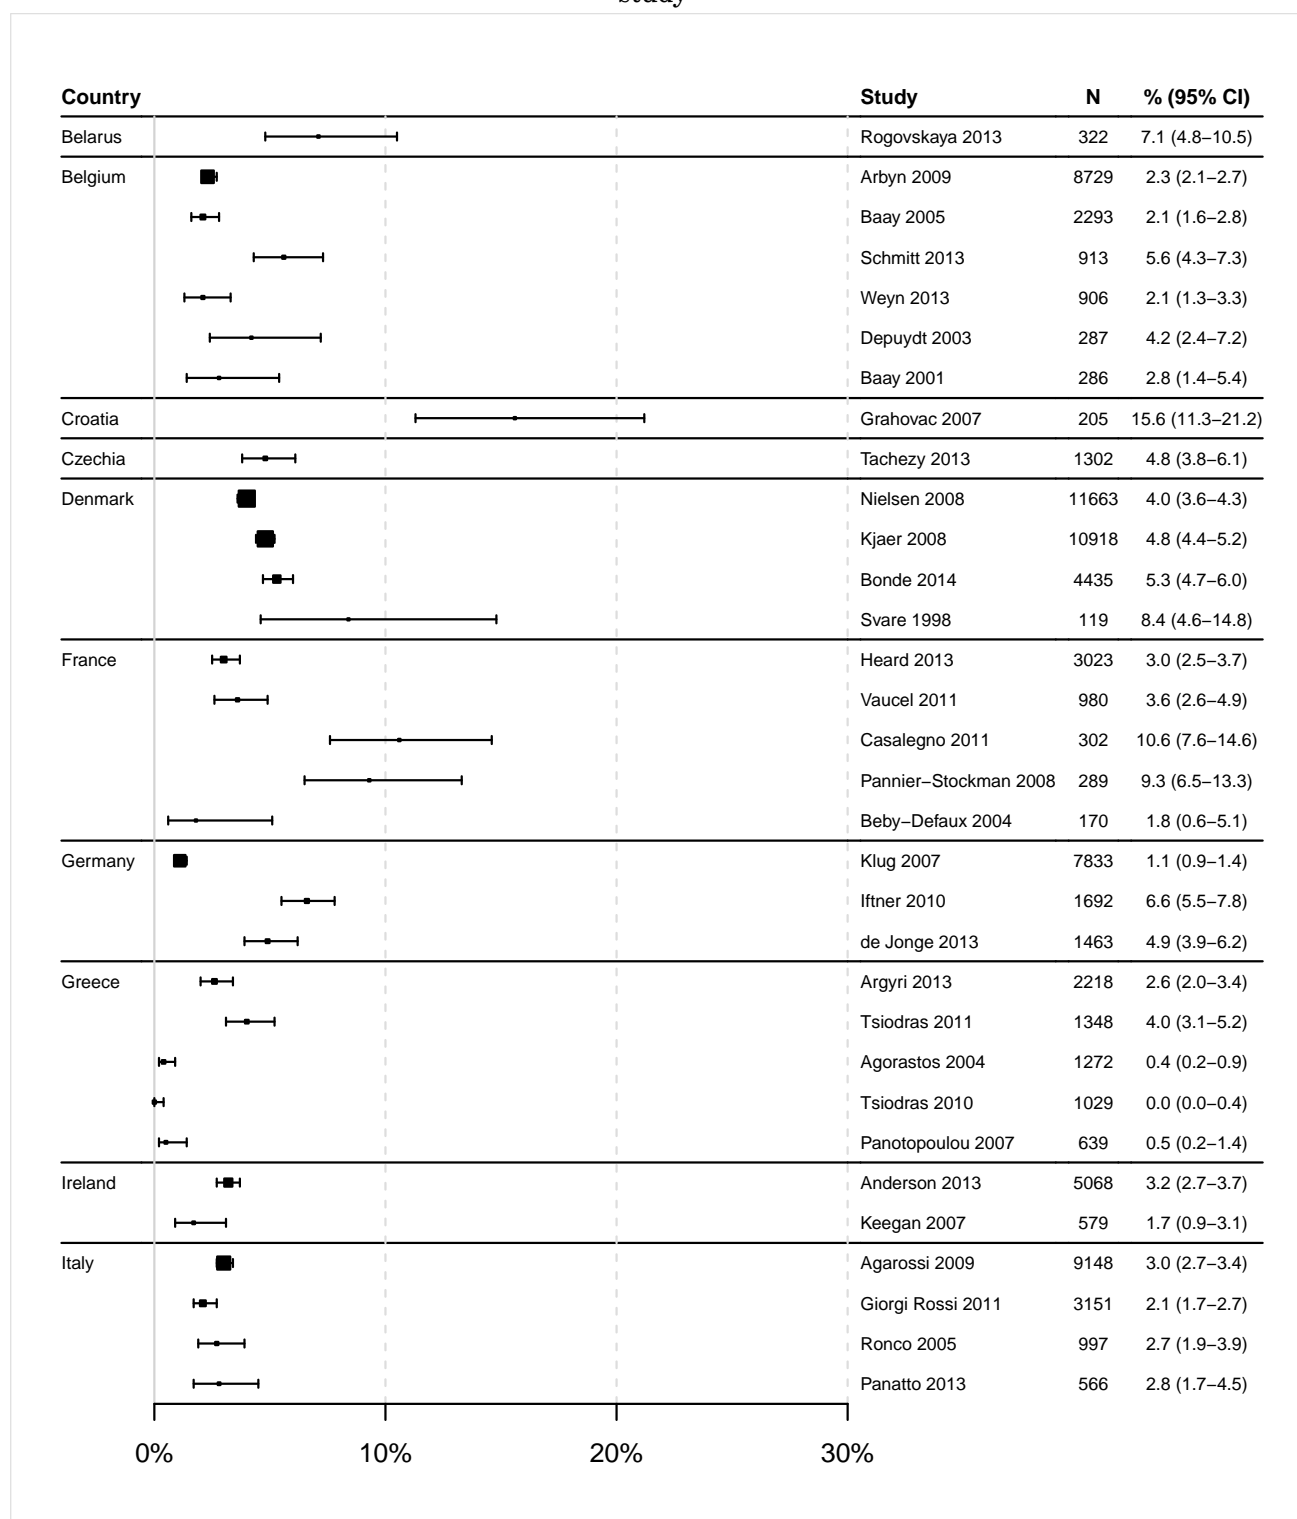 study
Country Study N % (95% CI)
Belarus Rogovskaya 2013 322 7.1 (4.8−10.5)
Belgium Arbyn 2009 8729 2.3 (2.1−2.7)
Baay 2005 2293 2.1 (1.6−2.8)
Schmitt 2013 913 5.6 (4.3−7.3)
Weyn 2013 906 2.1 (1.3−3.3)
Depuydt 2003 287 4.2 (2.4−7.2)
Baay 2001 286 2.8 (1.4−5.4)
Croatia Grahovac 2007 205 15.6 (11.3−21.2)
Czechia Tachezy 2013 1302 4.8 (3.8−6.1)
Denmark Nielsen 2008 11663 4.0 (3.6−4.3)
Kjaer 2008 10918 4.8 (4.4−5.2)
Bonde 2014 4435 5.3 (4.7−6.0)
Svare 1998 119 8.4 (4.6−14.8)
France Heard 2013 3023 3.0 (2.5−3.7)
Vaucel 2011 980 3.6 (2.6−4.9)
Casalegno 2011 302 10.6 (7.6−14.6)
Pannier−Stockman 2008 289 9.3 (6.5−13.3)
Beby−Defaux 2004 170 1.8 (0.6−5.1)
Germany Klug 2007 7833 1.1 (0.9−1.4)
Iftner 2010 1692 6.6 (5.5−7.8)
de Jonge 2013 1463 4.9 (3.9−6.2)
Greece Argyri 2013 2218 2.6 (2.0−3.4)
Tsiodras 2011 1348 4.0 (3.1−5.2)
Agorastos 2004 1272 0.4 (0.2−0.9)
Tsiodras 2010 1029 0.0 (0.0−0.4)
Panotopoulou 2007 639 0.5 (0.2−1.4)
Ireland Anderson 2013 5068 3.2 (2.7−3.7)
Keegan 2007 579 1.7 (0.9−3.1)
Italy Agarossi 2009 9148 3.0 (2.7−3.4)
Giorgi Rossi 2011 3151 2.1 (1.7−2.7)
Ronco 2005 997 2.7 (1.9−3.9)
Panatto 2013 566 2.8 (1.7−4.5)
0% 10% 20% 30%